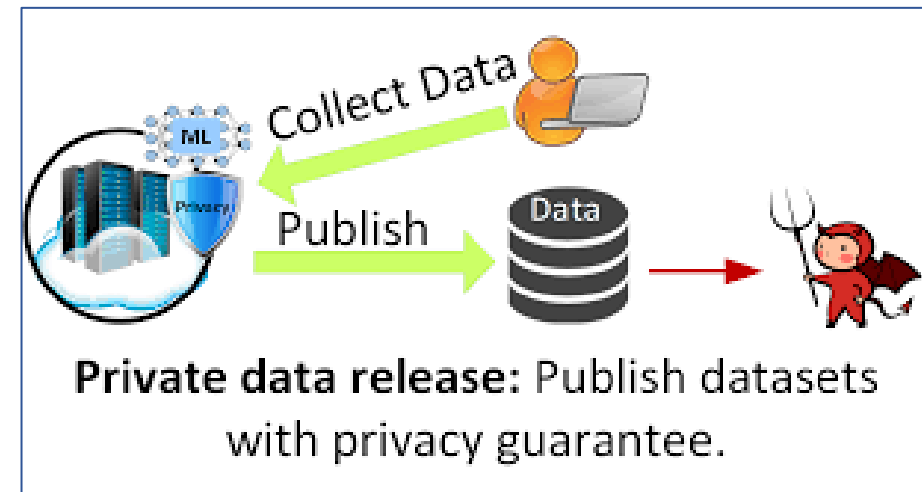 Collect Data
ML
Privacy
Publish
Data
Private data release: Publish datasets
with privacy guarantee.